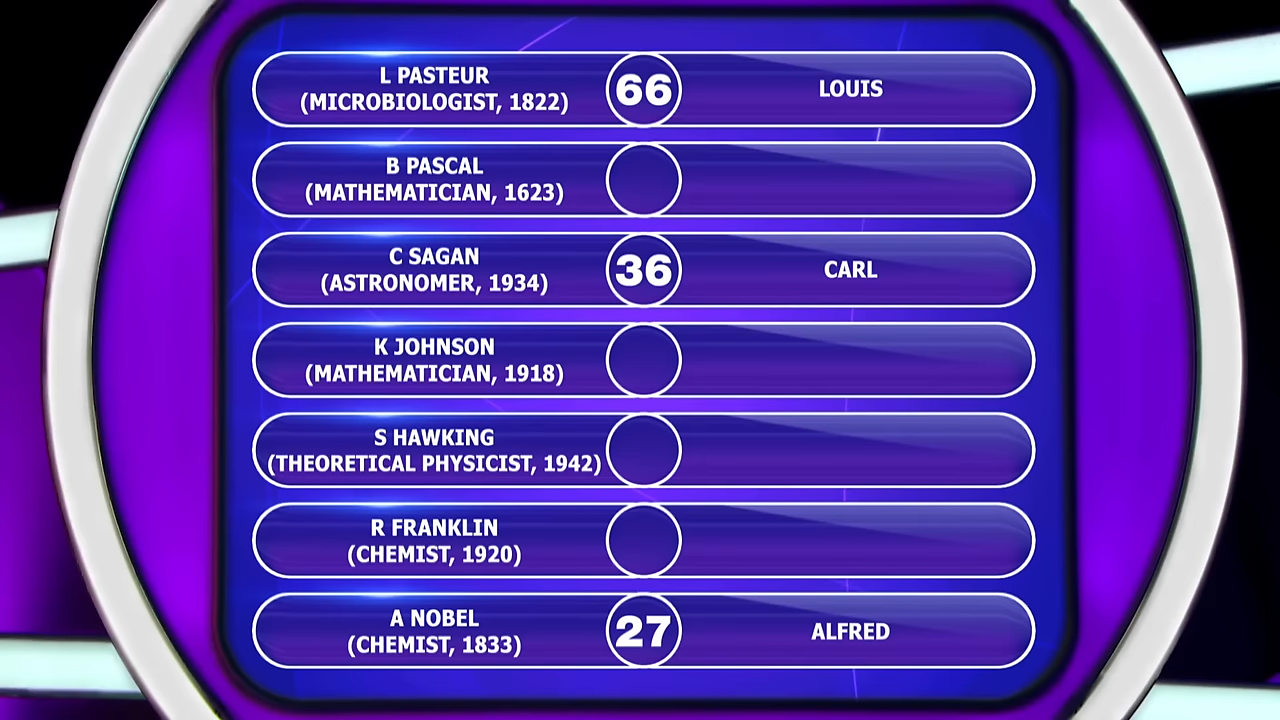 L PASTEUR
(MICROBIOLOGIST, 1822)
66
LOUIS
B PASCAL
(MATHEMATICIAN, 1623)
C SAGAN
(ASTRONOMER, 1934)
36
CARL
K JOHNSON
(MATHEMATICIAN, 1918)
S HAWKING
(THEORETICAL PHYSICIST, 1942)
R FRANKLIN
(CHEMIST, 1920)
A NOBEL
(CHEMIST, 1833)
27
ALFRED